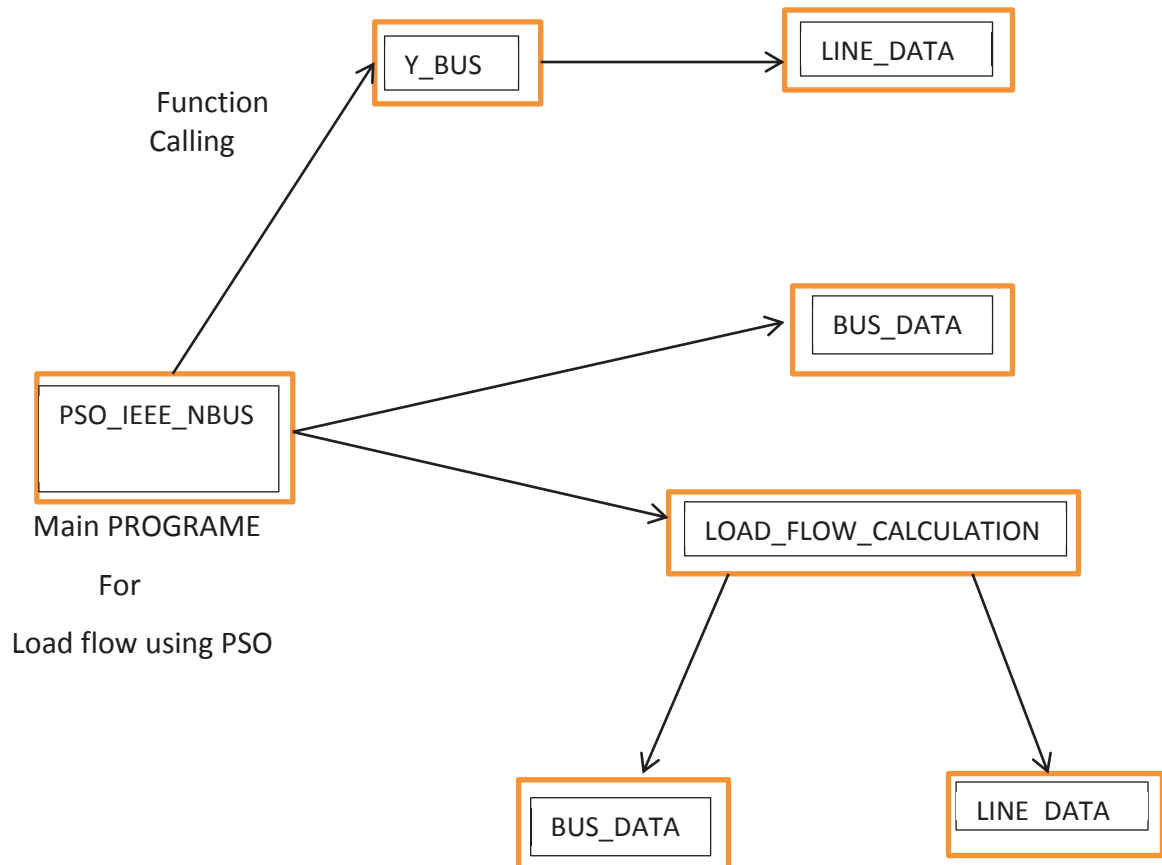 Y_BUS
LINE_DATA
Function
Calling
BUS_DATA
PSO_IEEE_NBUS
Main PROGRAME
For
Load flow using PSO
LOAD_FLOW_CALCULATION
BUS_DATA
LINE DATA